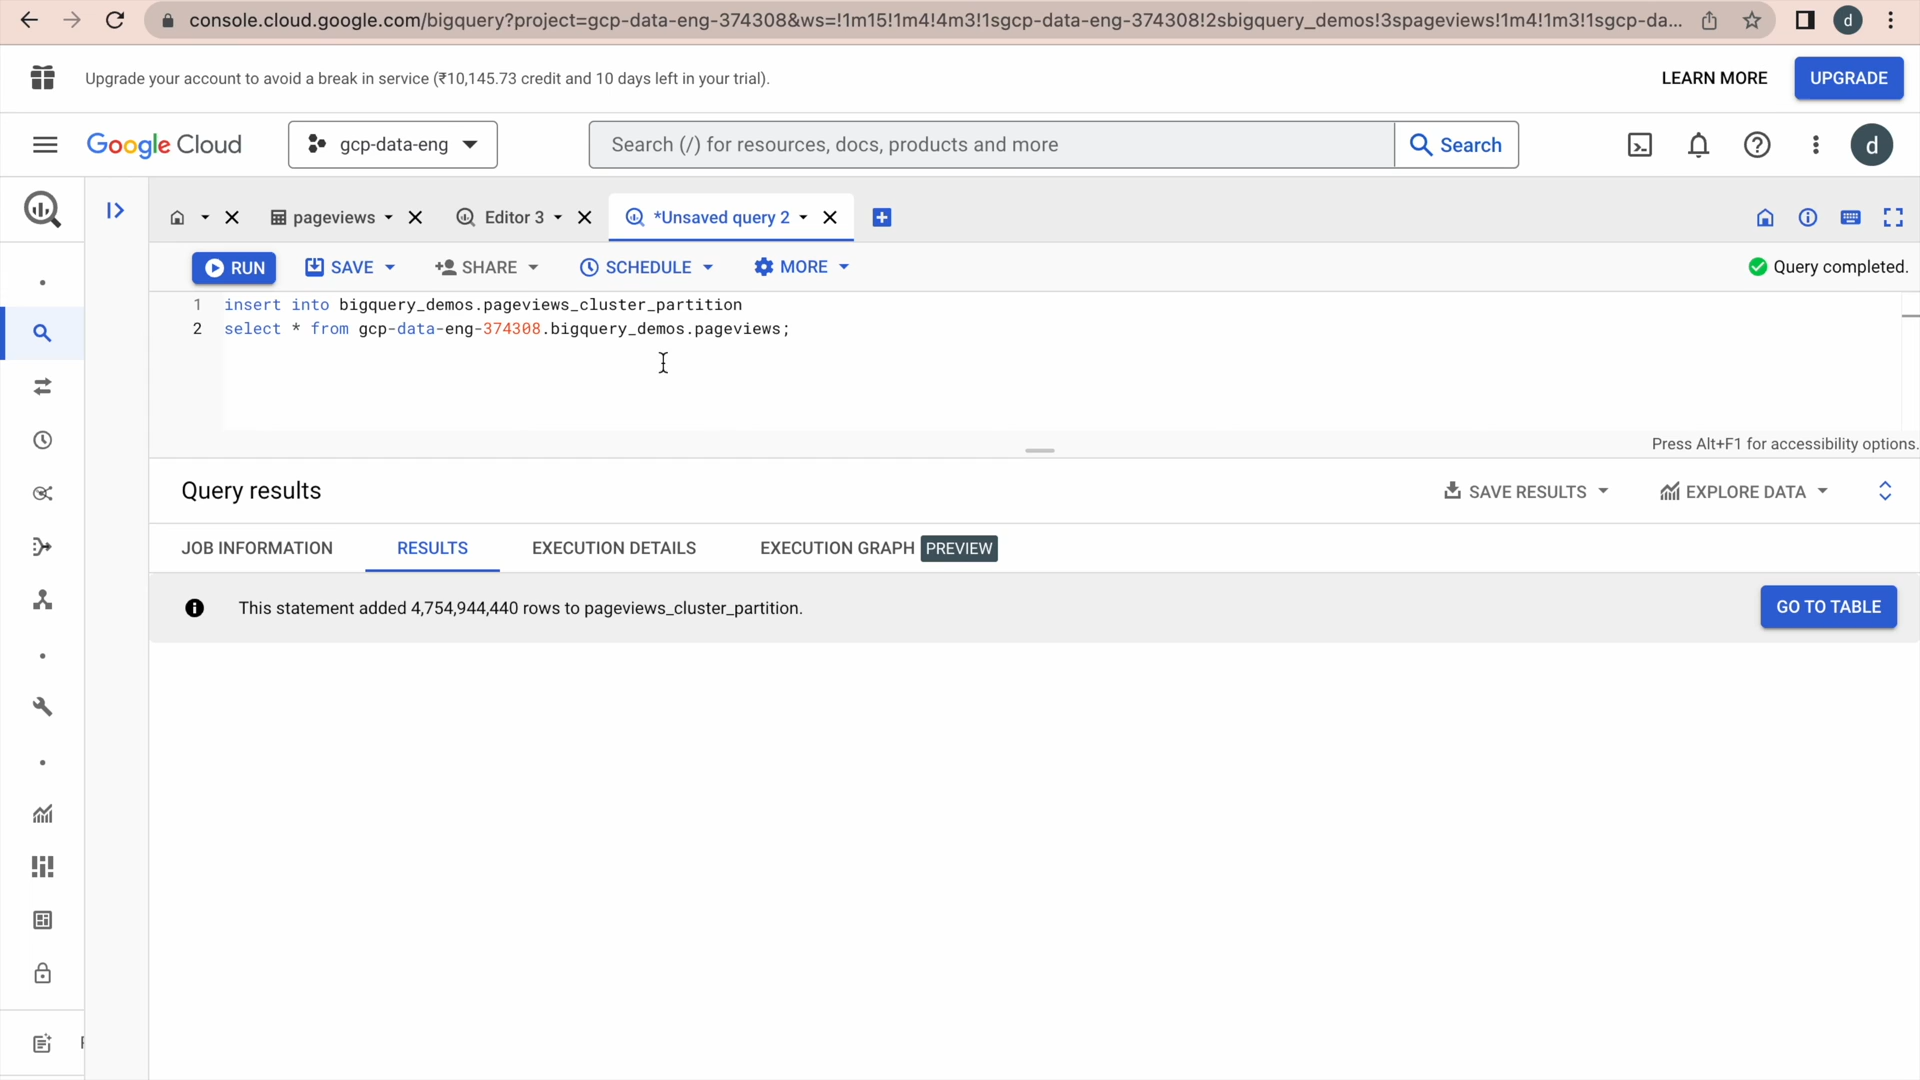 console.cloud.google.com/bigquery?project=gcp-data-eng-374308&ws=!1m15!1m4!4m3!1sgcp-data-eng-374308!2sbigquery_demos!3spageviews!1m4!1m3!1sgcp-da...
d
Upgrade your account to avoid a break in service (₹10,145.73 credit and 10 days left in your trial).
LEARN MORE
UPGRADE
Google Cloud
gcp-data-eng
Search (/) for resources, docs, products and more
Search
d
pageviews
Editor 3
*Unsaved query 2
RUN
SAVE
SHARE
SCHEDULE
MORE
Query completed.
1 insert into bigquery_demos.pageviews_cluster_partition
2 select * from gcp-data-eng-374308.bigquery_demos.pageviews;
Press Alt+F1 for accessibility options.
Query results
SAVE RESULTS
EXPLORE DATA
JOB INFORMATION
RESULTS
EXECUTION DETAILS
EXECUTION GRAPH PREVIEW
This statement added 4,754,944,440 rows to pageviews_cluster_partition.
GO TO TABLE